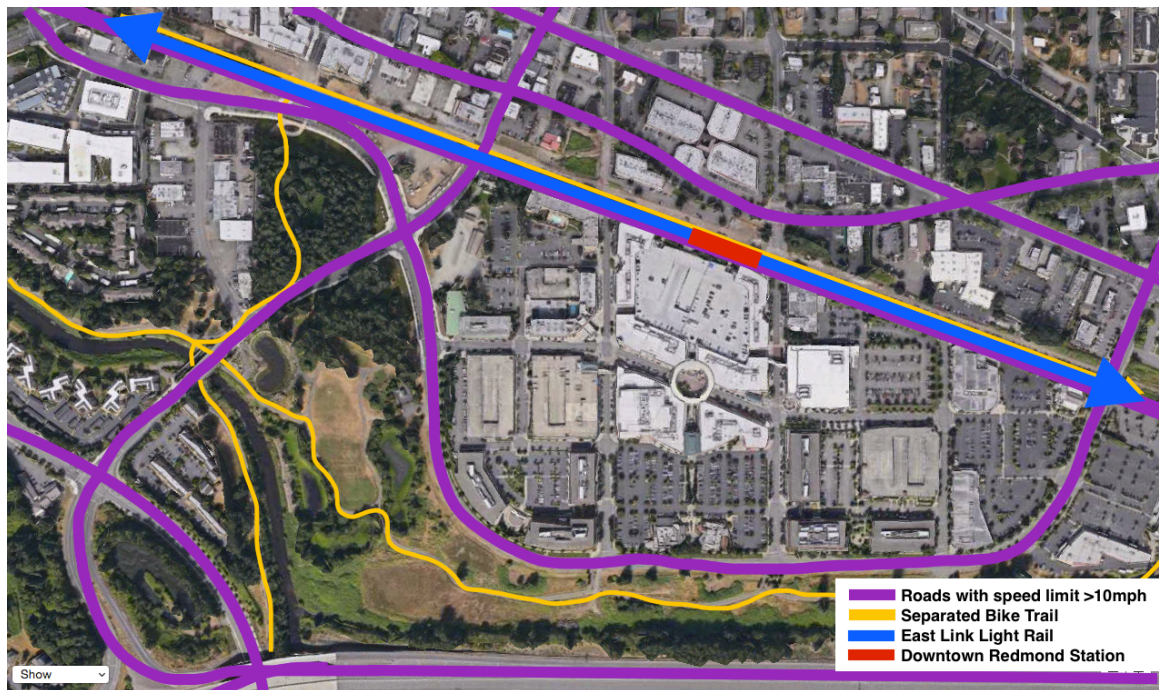 Roads with speed limit >10mph
Separated Bike Trail
East Link Light Rail
Downtown Redmond Station
Show